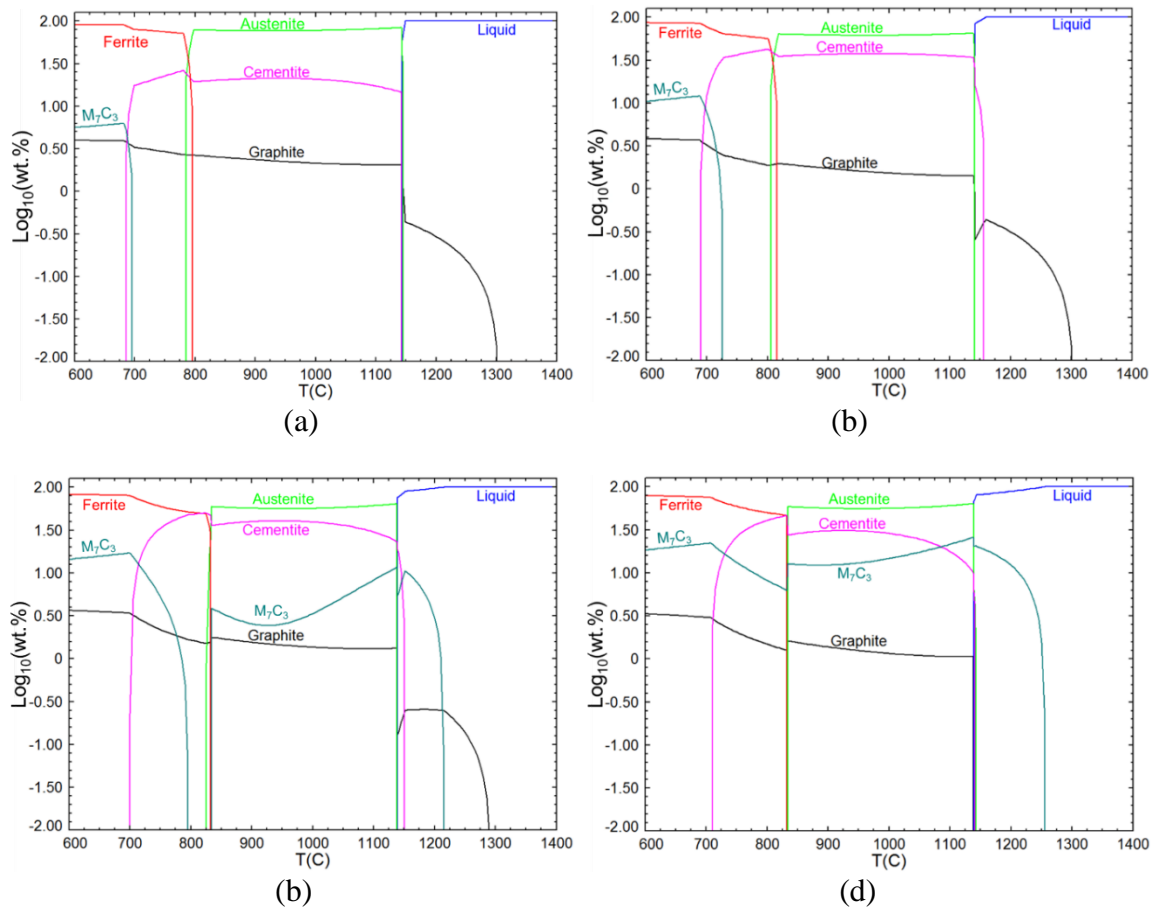 2.00
1.50
1.00
0.50
0
-0.50
-1.00
-1.50
-2.00
Log10(wt.%)
Ferrite
Austenite
Liquid
Cementite
M7C3
Graphite
600 700 800 900 1000 1100 1200 1300 1400
T(C)
(a)
2.00
1.50
1.00
0.50
0
-0.50
-1.00
-1.50
-2.00
Log10(wt.%)
Ferrite
Austenite
Liquid
Cementite
M7C3
Graphite
600 700 800 900 1000 1100 1200 1300 1400
T(C)
(b)
2.00
1.50
1.00
0.50
0
-0.50
-1.00
-1.50
-2.00
Log10(wt.%)
Ferrite
Austenite
Liquid
Cementite
M7C3
M7C3
Graphite
600 700 800 900 1000 1100 1200 1300 1400
T(C)
(b)
2.00
1.50
1.00
0.50
0
-0.50
-1.00
-1.50
-2.00
Log10(wt.%)
Ferrite
Austenite
Liquid
Cementite
M7C3
M7C3
Graphite
600 700 800 900 1000 1100 1200 1300 1400
T(C)
(d)